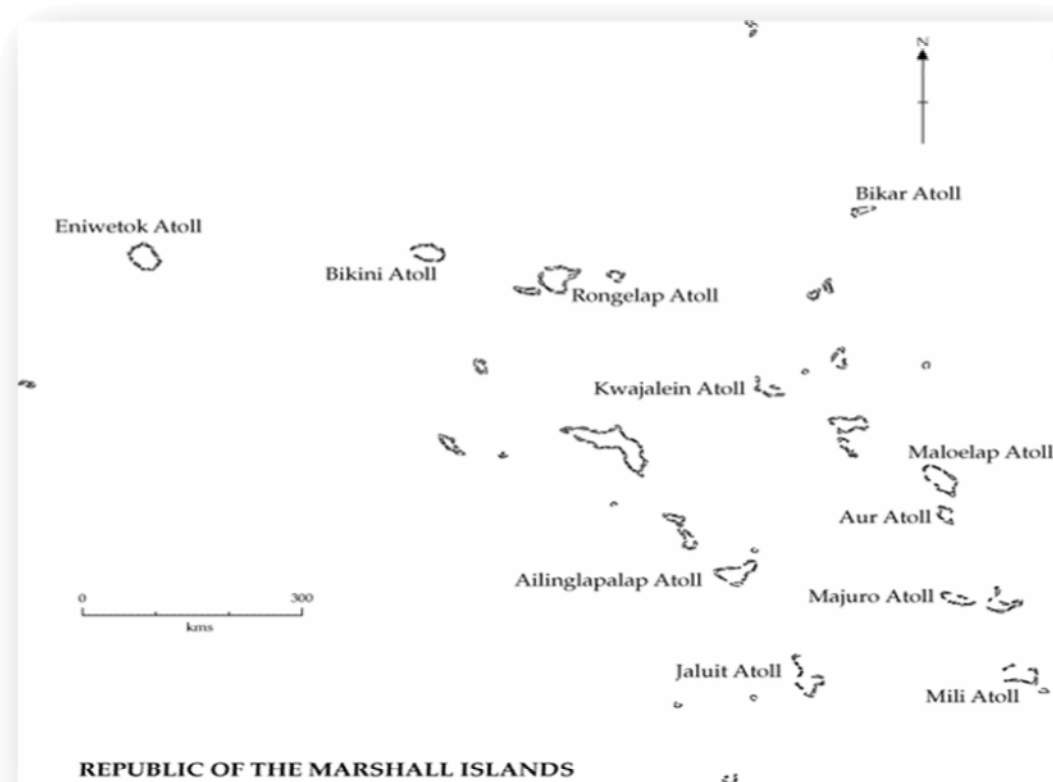 N
Bikar Atoll
Eniwetok Atoll
Bikini Atoll
Rongelap Atoll
Kwajalein Atoll
Maloelap Atoll
Aur Atoll
Ailinglapalap Atoll
Majuro Atoll
0 300
kms
Jaluit Atoll
Mili Atoll
REPUBLIC OF THE MARSHALL ISLANDS